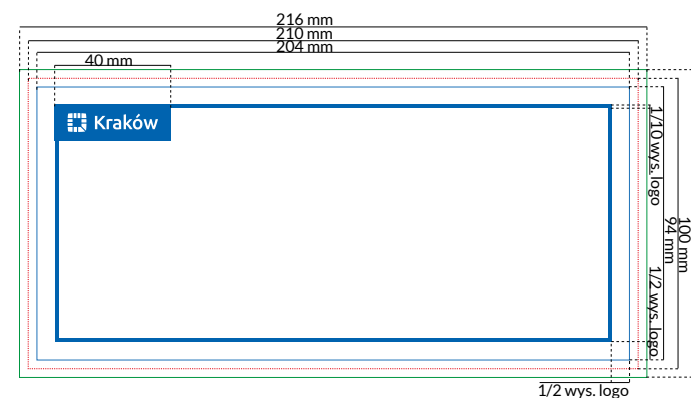 216 mm
210 mm
204 mm
40 mm
Kraków
1/10 wys. logo
100 mm
94 mm
1/2 wys. logo
1/2 wys. logo